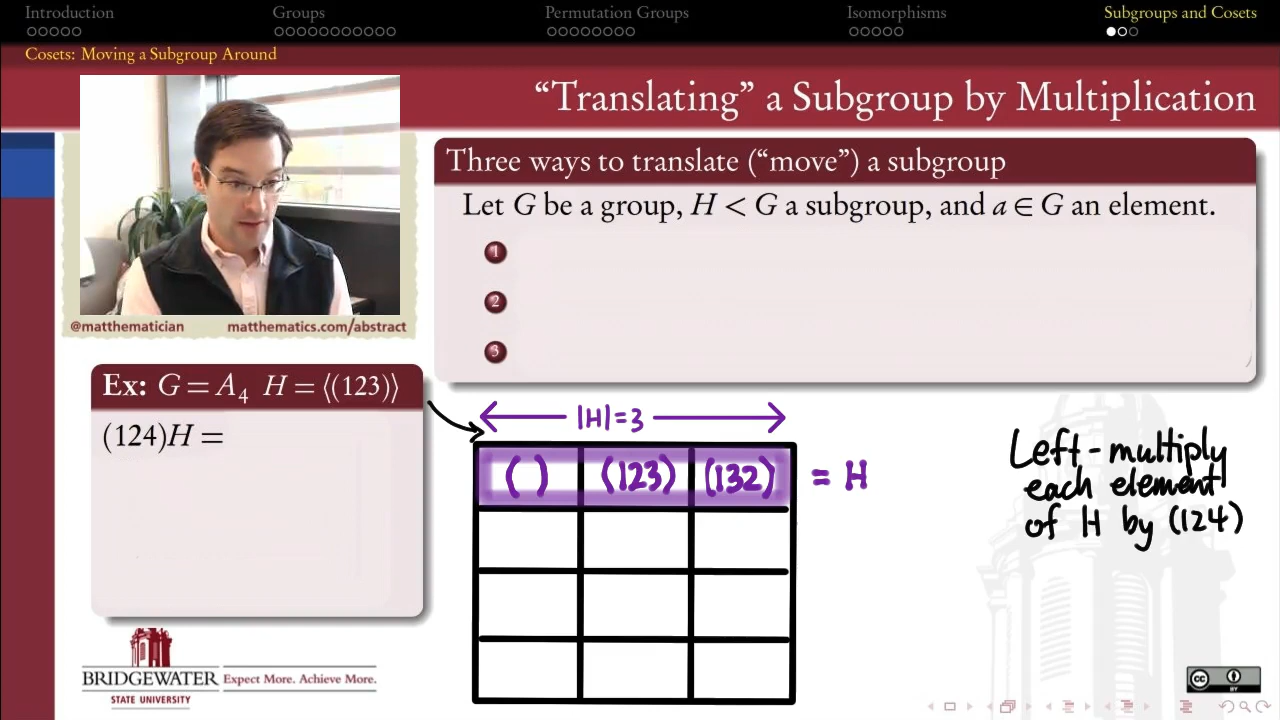 Introduction Groups Permutation Groups Isomorphisms Subgroups and Cosets
Cosets: Moving a Subgroup Around
“Translating” a Subgroup by Multiplication
Three ways to translate (“move”) a subgroup
Let G be a group, H < G a subgroup, and a ∈ G an element.
1
2
3
@matthematician matthematics.com/abstract
Ex: G = A₄ H = ⟨(123)⟩
(124)H =
|H|=3
( ) (123) (132) = H
Left-multiply
each element
of H by (124)
BRIDGEWATER
STATE UNIVERSITY
Expect More. Achieve More.
cc
BY